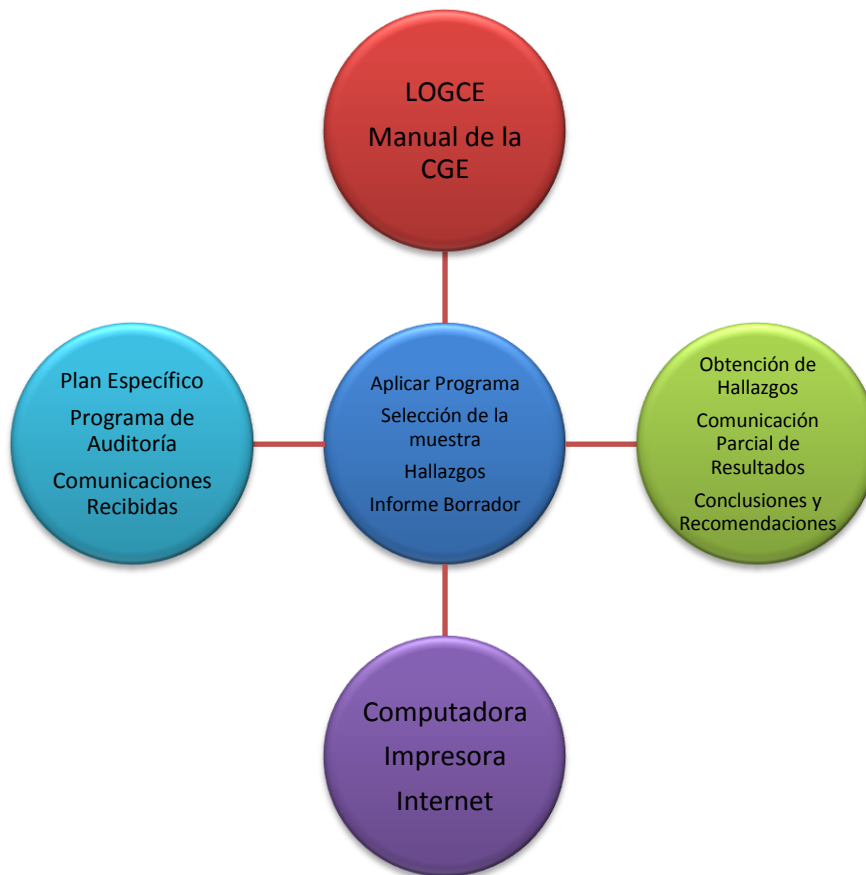 LOGCE
Manual de la
CGE
Plan Específico
Programa de
Auditoría
Comunicaciones
Recibidas
Aplicar Programa
Selección de la
muestra
Hallazgos
Informe Borrador
Obtención de
Hallazgos
Comunicación
Parcial de
Resultados
Conclusiones y
Recomendaciones
Computadora
Impresora
Internet